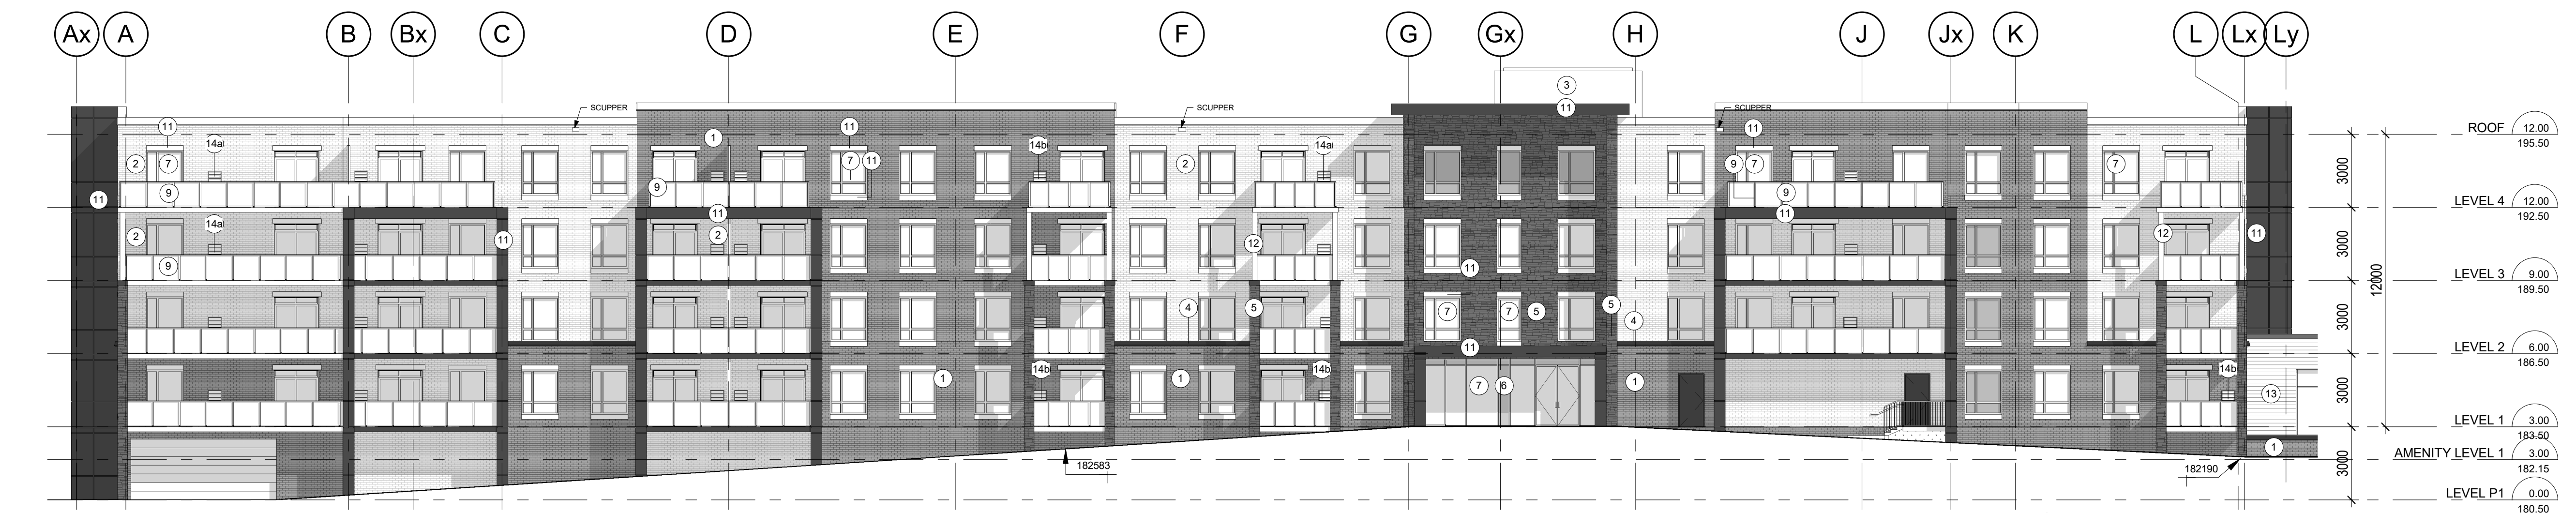 Ax A B Bx C D E F G Gx H J Jx K L Lx Ly
3
SCUPPER SCUPPER SCUPPER
11
11 11 11
ROOF 12.00
195.50
1
14a 14b 14a
2 7 7 11 2 9 7 7
9 9 9
3000
11
LEVEL 4 12.00
192.50
11 11
14a
2 11 2 12 12 11
3000
9 11
12000
LEVEL 3 9.00
189.50
4 5 7 7 5 5 4
3000
11
LEVEL 2 6.00
186.50
14b 14b 14b
1 1 7 6 1
13
3000
LEVEL 1 3.00
183.50
1
AMENITY LEVEL 1 3.00
182.15
182583 182190
3000
LEVEL P1 0.00
180.50